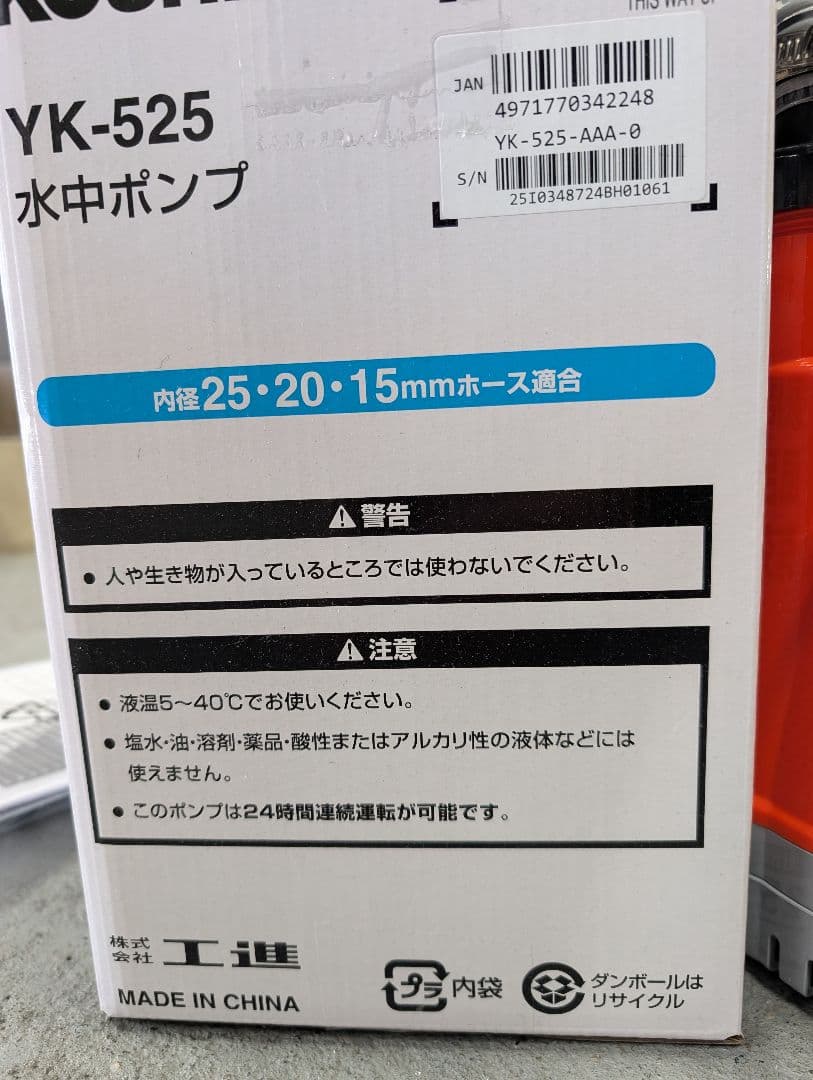 THIS WAY UP
YK-525
水中ポンプ
JAN
4971770342248
YK-525-AAA-0
S/N
25I0348724BH01061
内径25・20・15mmホース適合
警告
● 人や生き物が入っているところでは使わないでください。
注意
● 液温5〜40℃でお使いください。
● 塩水・油・溶剤・薬品・酸性またはアルカリ性の液体などには
使えません。
● このポンプは24時間連続運転が可能です。
株式
会社 工進
MADE IN CHINA
プラ 内袋
ダンボールは
リサイクル